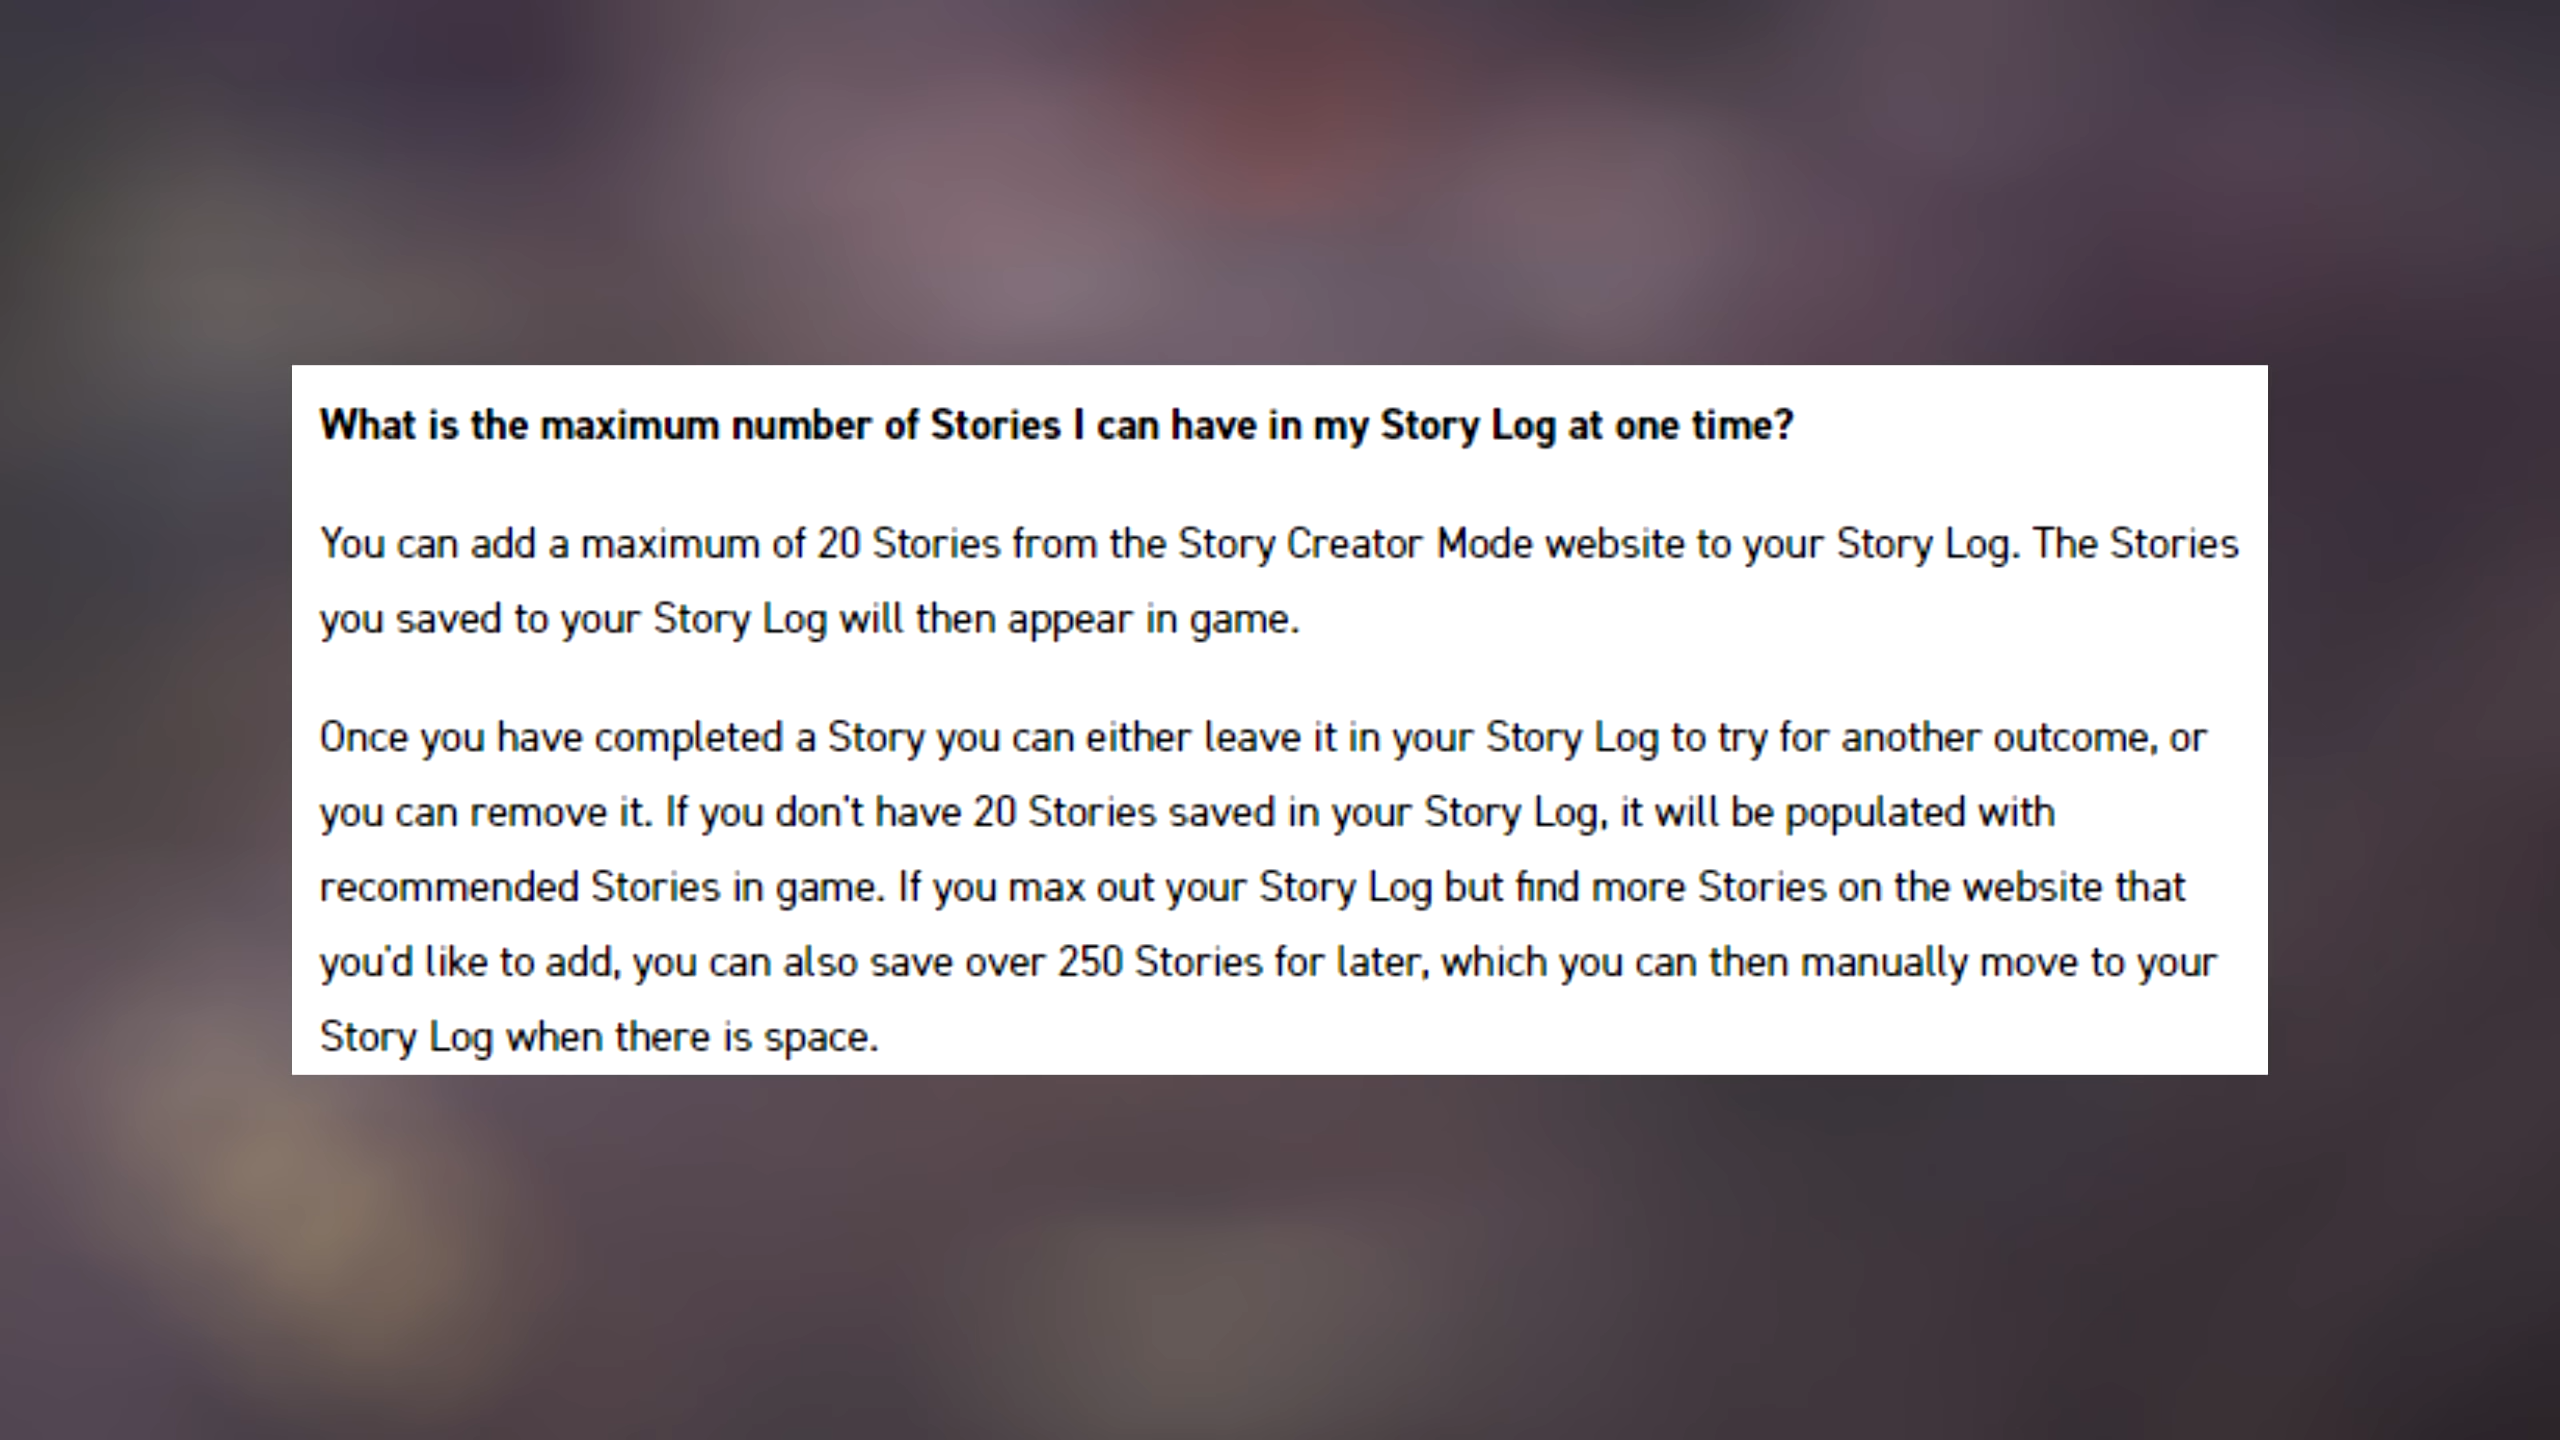 What is the maximum number of Stories I can have in my Story Log at one time?
You can add a maximum of 20 Stories from the Story Creator Mode website to your Story Log. The Stories
you saved to your Story Log will then appear in game.
Once you have completed a Story you can either leave it in your Story Log to try for another outcome, or
you can remove it. If you don't have 20 Stories saved in your Story Log, it will be populated with
recommended Stories in game. If you max out your Story Log but find more Stories on the website that
you'd like to add, you can also save over 250 Stories for later, which you can then manually move to your
Story Log when there is space.